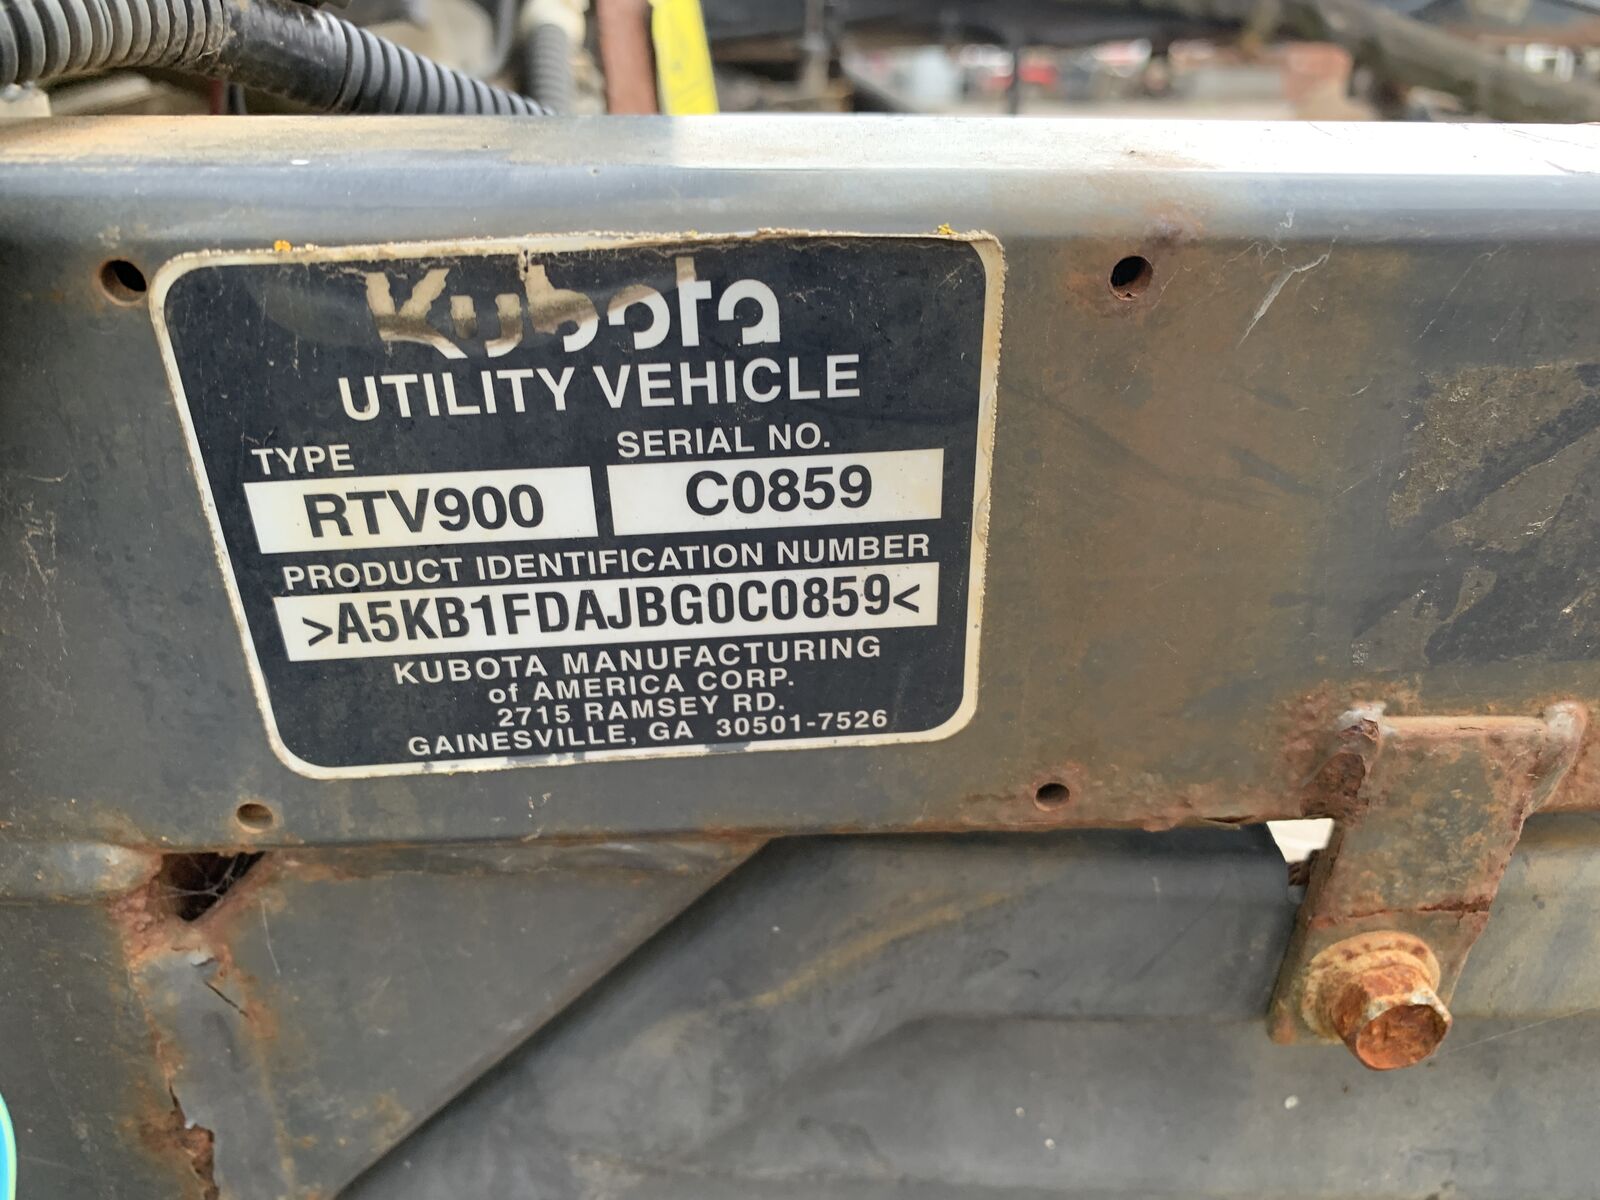 Kubota
UTILITY VEHICLE
TYPE SERIAL NO.
RTV900 C0859
PRODUCT IDENTIFICATION NUMBER
>A5KB1FDAJBG0C0859<
KUBOTA MANUFACTURING
of AMERICA CORP.
2715 RAMSEY RD.
GAINESVILLE, GA 30501-7526